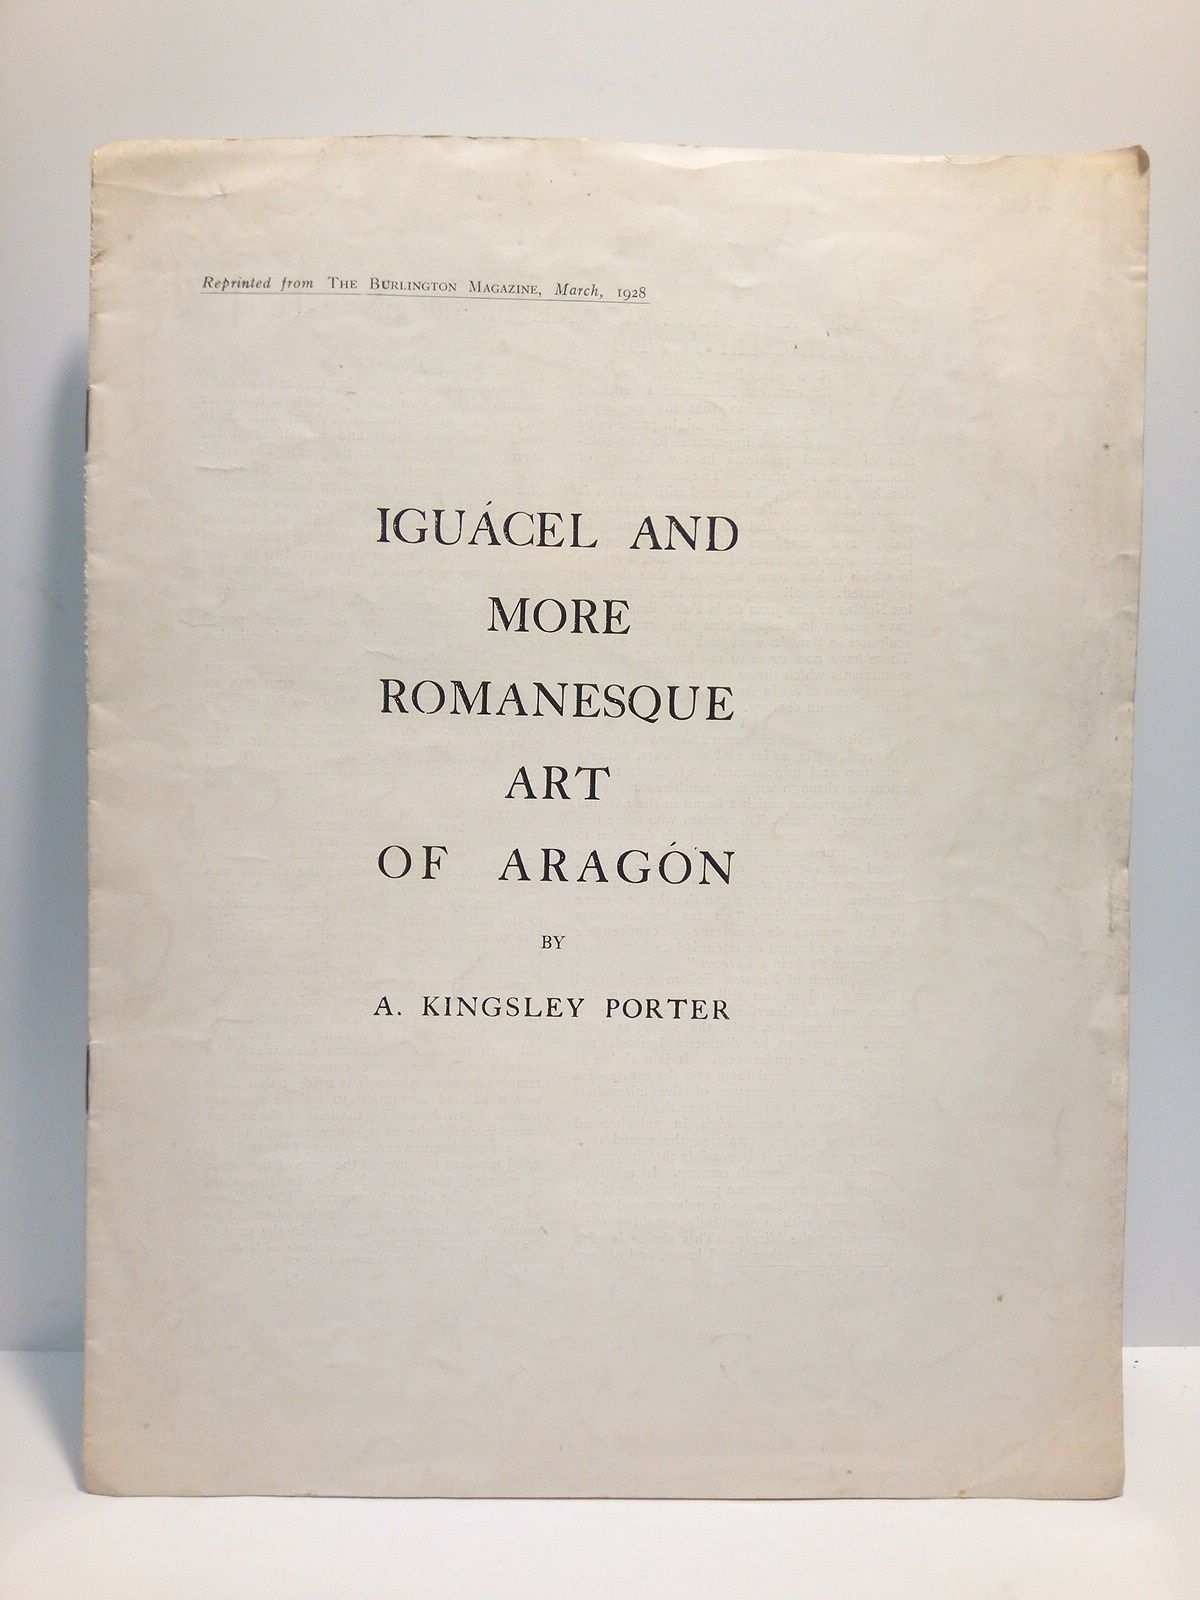 Reprinted from THE BURLINGTON MAGAZINE, March, 1928
IGUÁCEL AND
MORE
ROMANESQUE
ART
OF ARAGÓN
BY
A. KINGSLEY PORTER